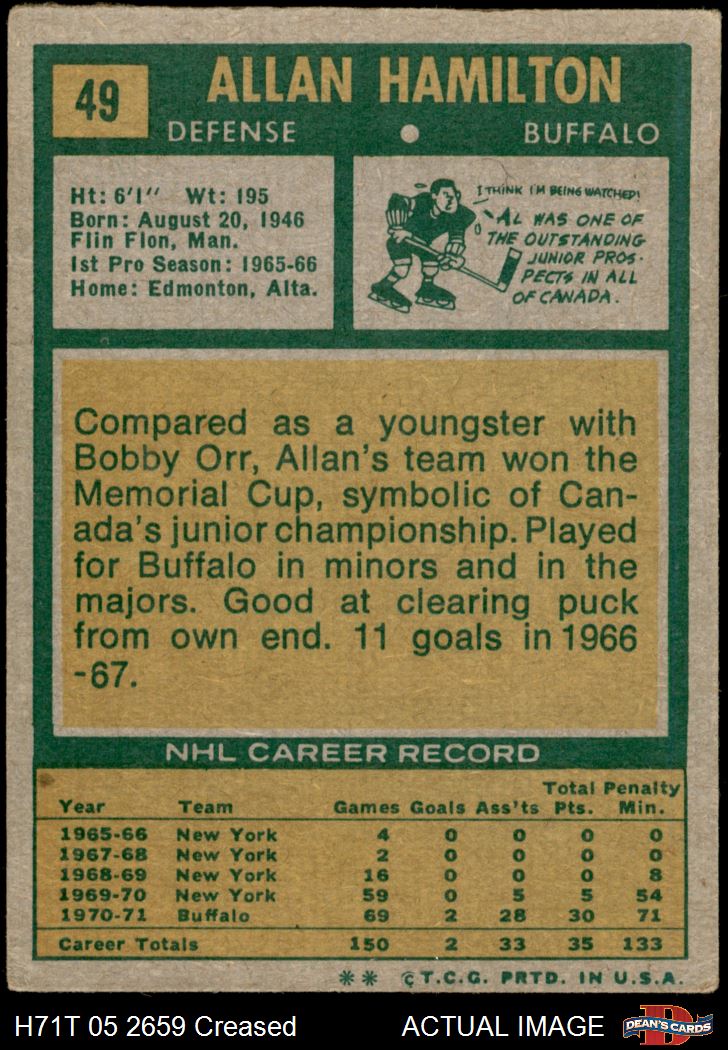 49
ALLAN HAMILTON
DEFENSE
BUFFALO
Ht: 6'1" Wt: 195
Born: August 20, 1946
Flin Flon, Man.
1st Pro Season: 1965-66
Home: Edmonton, Alta.
I THINK I'M BEING WATCHED!
AL WAS ONE OF
THE OUTSTANDING
JUNIOR PROS-
PECTS IN ALL
OF CANADA.
Compared as a youngster with
Bobby Orr, Allan's team won the
Memorial Cup, symbolic of Can-
ada's junior championship. Played
for Buffalo in minors and in the
majors. Good at clearing puck
from own end. 11 goals in 1966
-67.
NHL CAREER RECORD
Total Penalty
Year Team Games Goals Ass'ts Pts. Min.
1965-66 New York 4 0 0 0 0
1967-68 New York 2 0 0 0 0
1968-69 New York 16 0 0 0 8
1969-70 New York 59 0 5 5 54
1970-71 Buffalo 69 2 28 30 71
Career Totals 150 2 33 35 133
** © T.C.G. PRTD. IN U.S.A.
H71T 05 2659 Creased ACTUAL IMAGE
D
DEAN'S CARDS